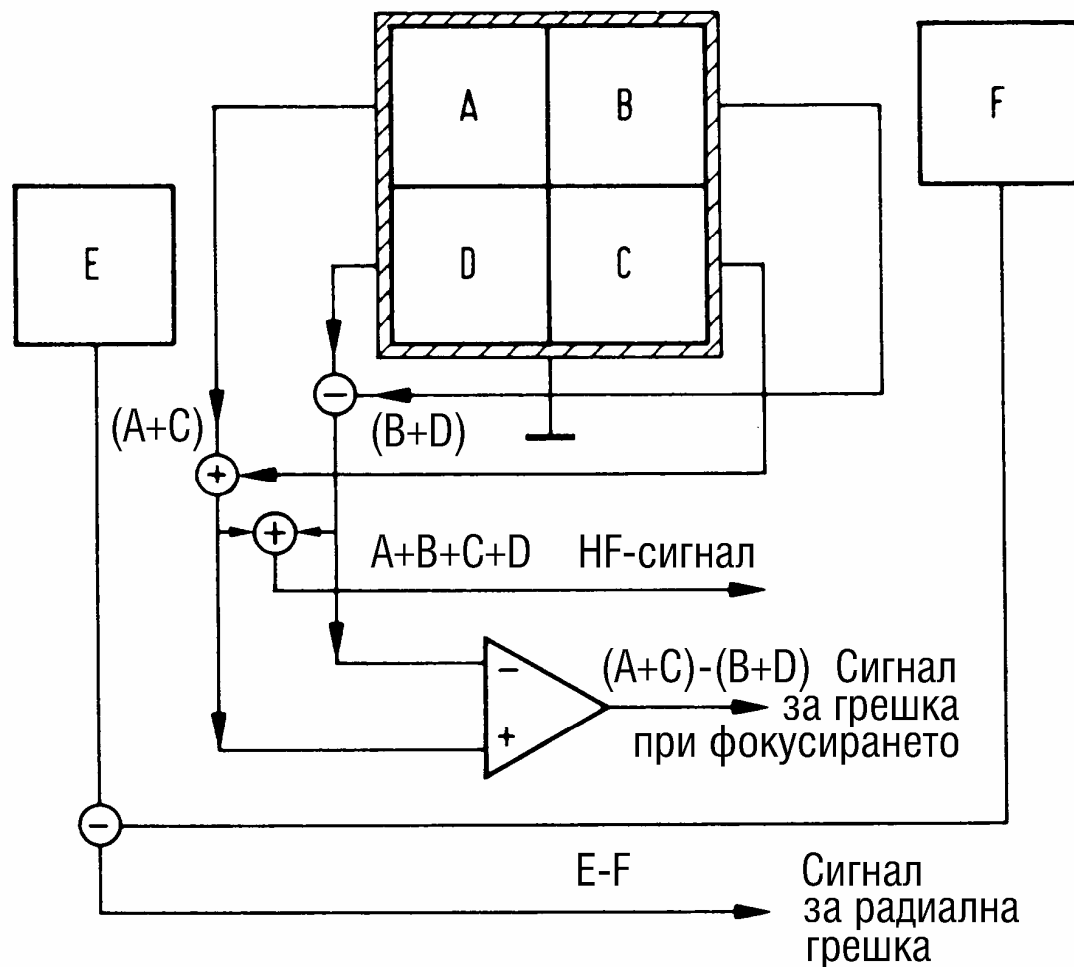 A
B
F
E
D
C
−
(A+C)
(B+D)
+
+
A+B+C+D HF-сигнал
−
(A+C)-(B+D) Сигнал
за грешка
+
при фокусирането
−
E-F Сигнал
за радиална
грешка